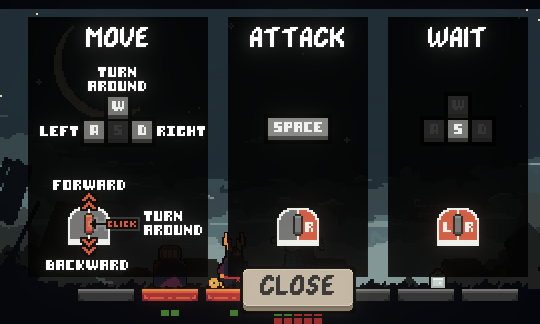 MOVE
TURN
AROUND
W
LEFT A S D RIGHT
FORWARD
CLICK
TURN
AROUND
BACKWARD
ATTACK
SPACE
R
WAIT
W
A S D
L R
CLOSE